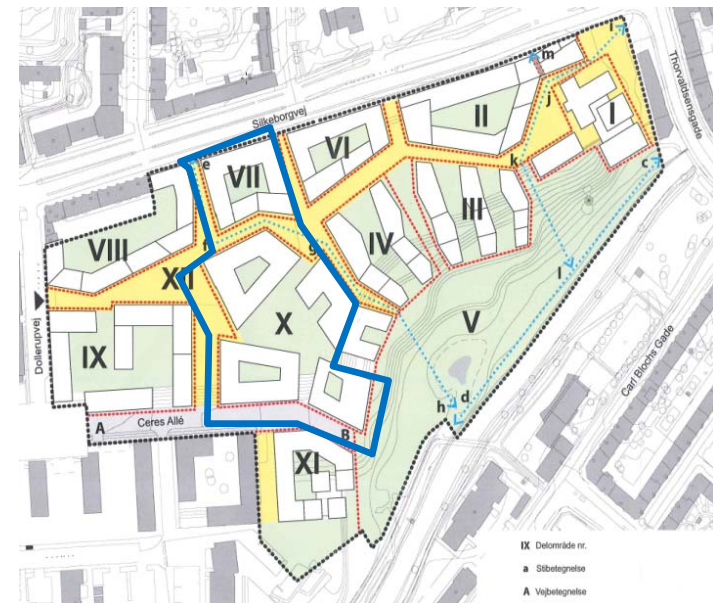 i
m
Thorvaldsensgade
II
j
Silkeborgvej
I
VI
e
k
c
VII
III
VIII
f
g
IV
l
XII
V
X
Dollerupvej
IX
Carl Blochs Gade
d
h
A
Ceres Allé
B
XI
IX Delområde nr.
a Stibetegnelse
A Vejbetegnelse